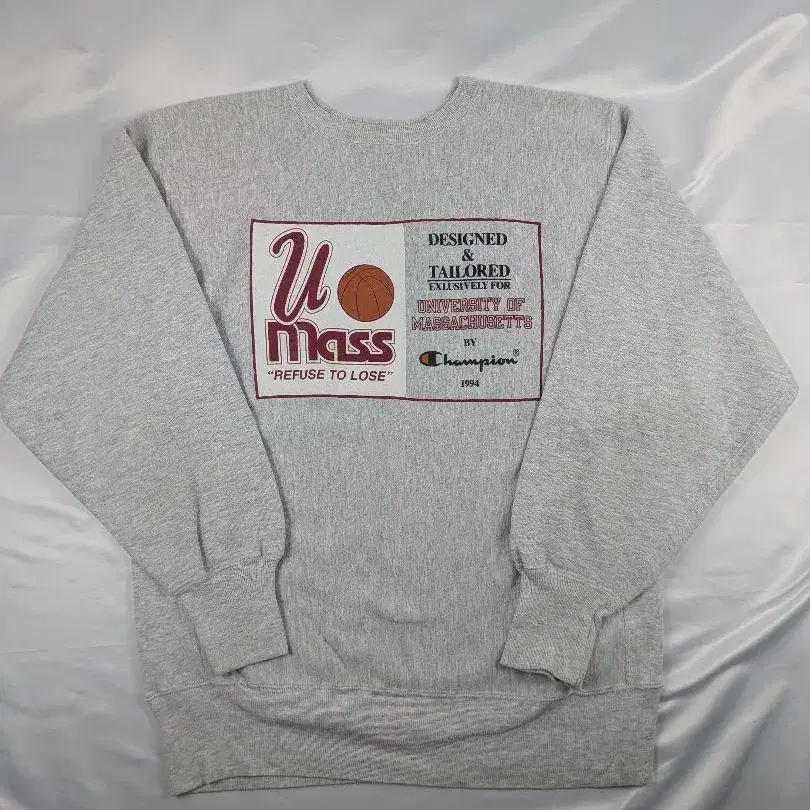 U
mass
"REFUSE TO LOSE"
DESIGNED
&
TAILORED
EXLUSIVELY FOR
UNIVERSITY OF
MASSACHUSETTS
BY
Champion®
1994